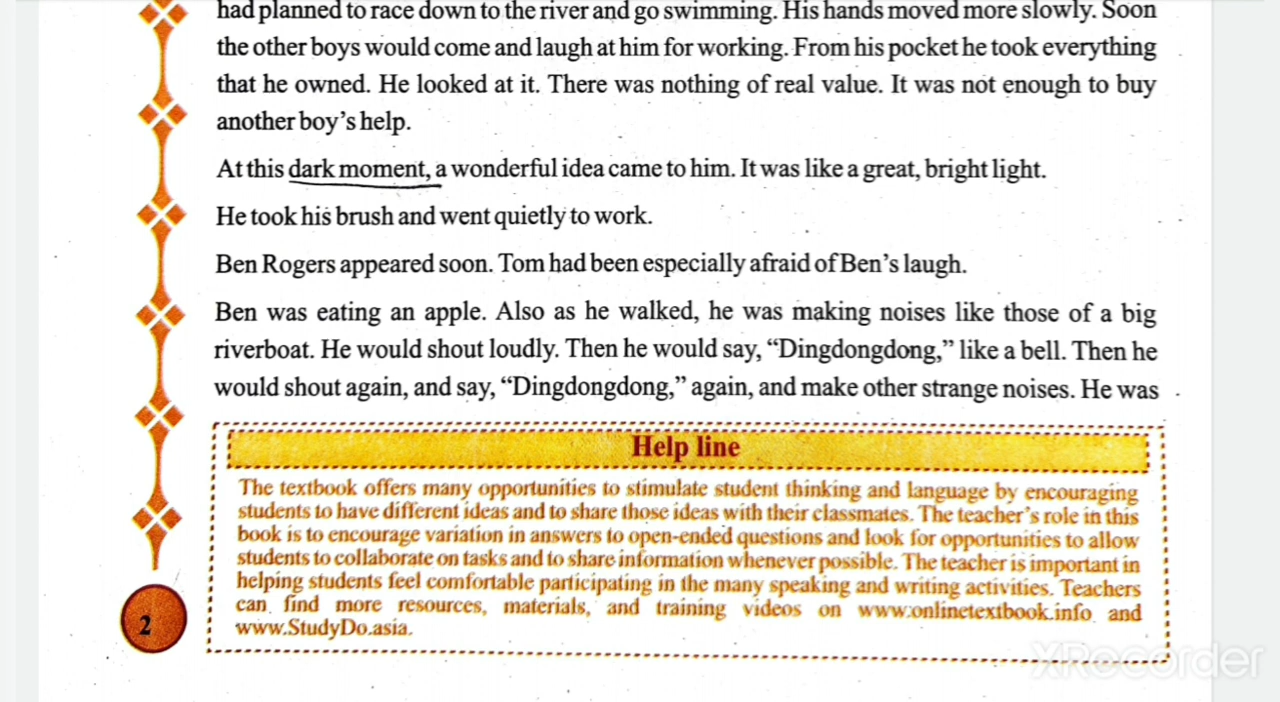 had planned to race down to the river and go swimming. His hands moved more slowly. Soon
the other boys would come and laugh at him for working. From his pocket he took everything
that he owned. He looked at it. There was nothing of real value. It was not enough to buy
another boy's help.
At this dark moment, a wonderful idea came to him. It was like a great, bright light.
He took his brush and went quietly to work.
Ben Rogers appeared soon. Tom had been especially afraid of Ben's laugh.
Ben was eating an apple. Also as he walked, he was making noises like those of a big
riverboat. He would shout loudly. Then he would say, “Dingdongdong,” like a bell. Then he
would shout again, and say, “Dingdongdong,” again, and make other strange noises. He was
Help line
The textbook offers many opportunities to stimulate student thinking and language by encouraging
students to have different ideas and to share those ideas with their classmates. The teacher's role in this
book is to encourage variation in answers to open-ended questions and look for opportunities to allow
students to collaborate on tasks and to share information whenever possible. The teacher is important in
helping students feel comfortable participating in the many speaking and writing activities. Teachers
can find more resources, materials, and training videos on www.onlinetextbook.info and
www.StudyDo.asia.
2
XRecorder